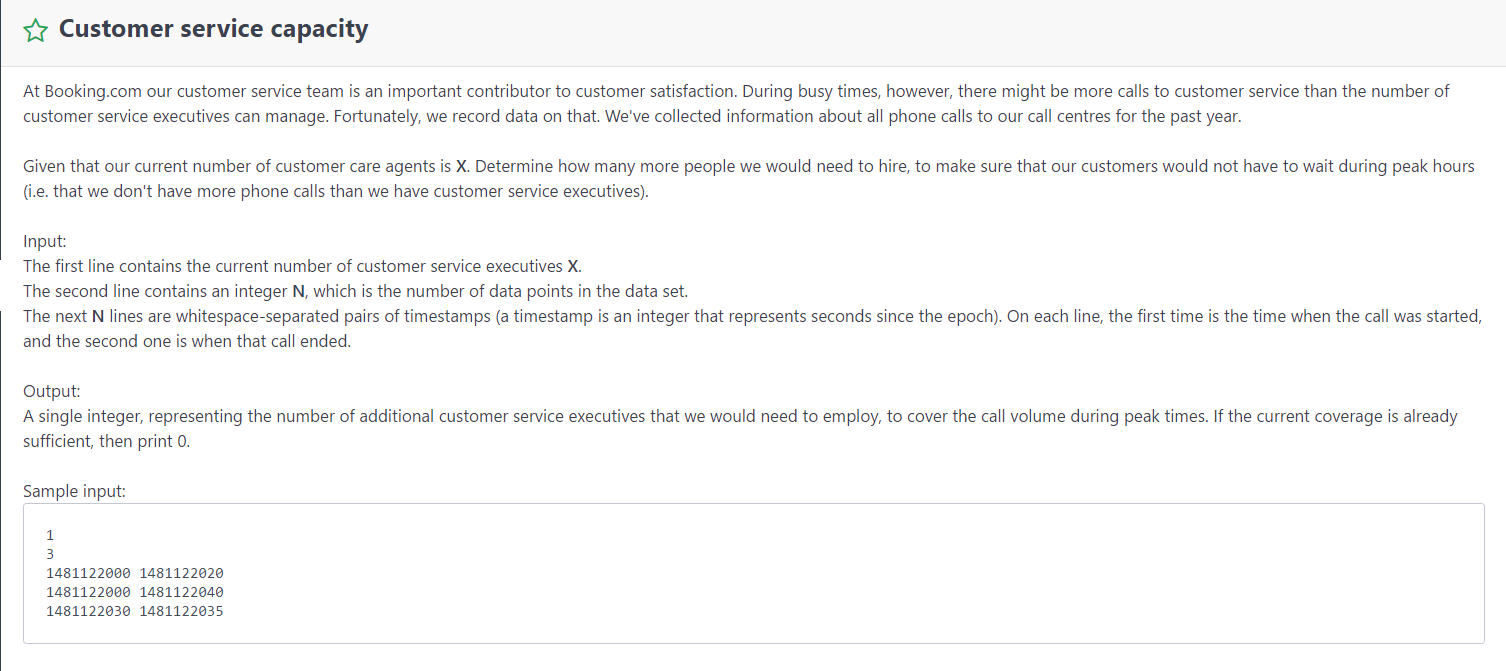 Customer service capacity
At Booking.com our customer service team is an important contributor to customer satisfaction. During busy times, however, there might be more calls to customer service than the number of
customer service executives can manage. Fortunately, we record data on that. We've collected information about all phone calls to our call centres for the past year.
Given that our current number of customer care agents is X. Determine how many more people we would need to hire, to make sure that our customers would not have to wait during peak hours
(i.e. that we don't have more phone calls than we have customer service executives).
Input:
The first line contains the current number of customer service executives X.
The second line contains an integer N, which is the number of data points in the data set.
The next N lines are whitespace-separated pairs of timestamps (a timestamp is an integer that represents seconds since the epoch). On each line, the first time is the time when the call was started,
and the second one is when that call ended.
Output:
A single integer, representing the number of additional customer service executives that we would need to employ, to cover the call volume during peak times. If the current coverage is already
sufficient, then print 0.
Sample input:
1
3
1481122000 1481122020
1481122000 1481122040
1481122030 1481122035